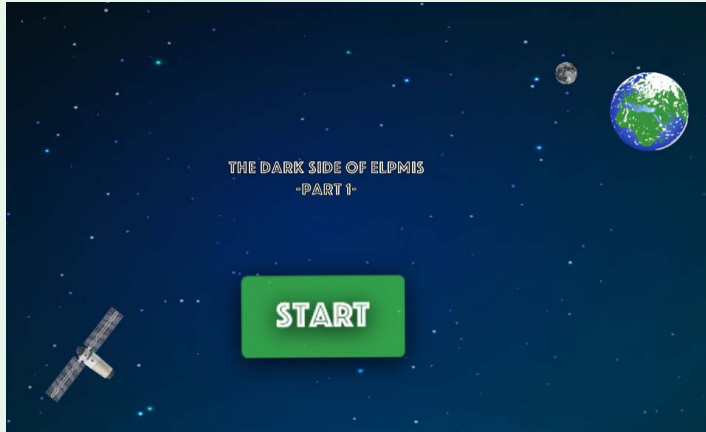 THE DARK SIDE OF ELPMIS
-PART 1-
START